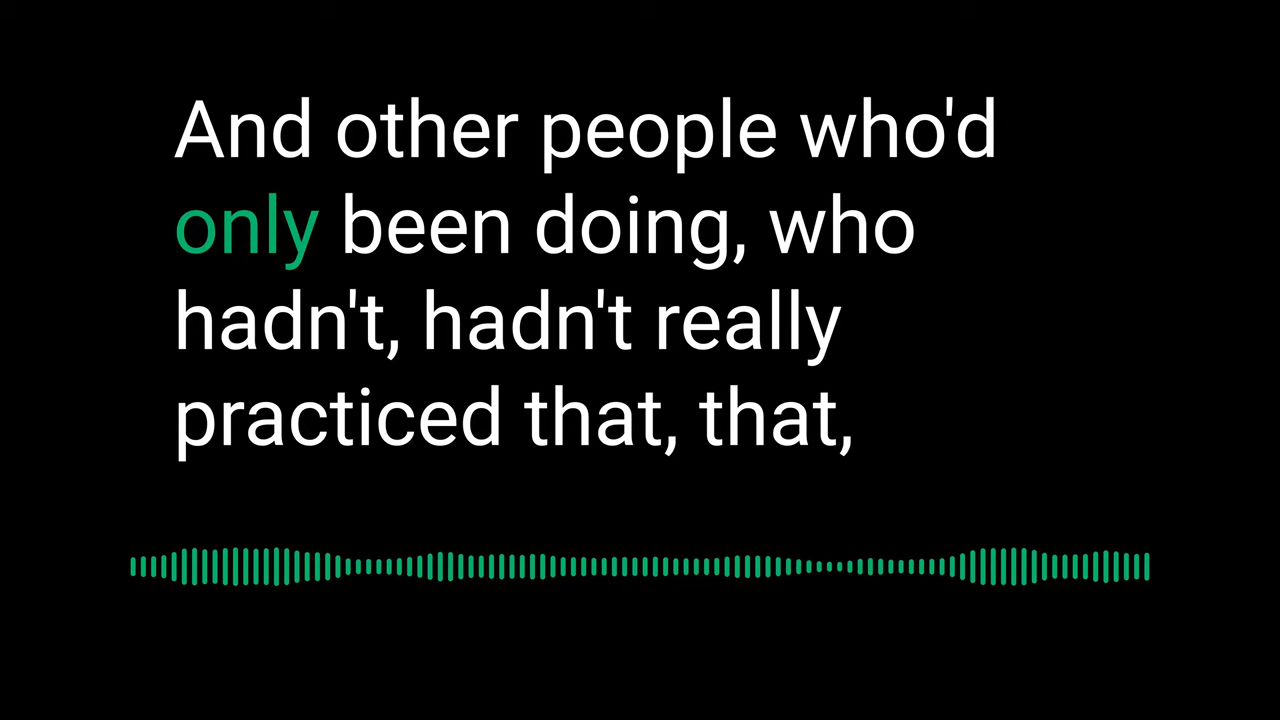 And other people who'd
only been doing, who
hadn't, hadn't really
practiced that, that,